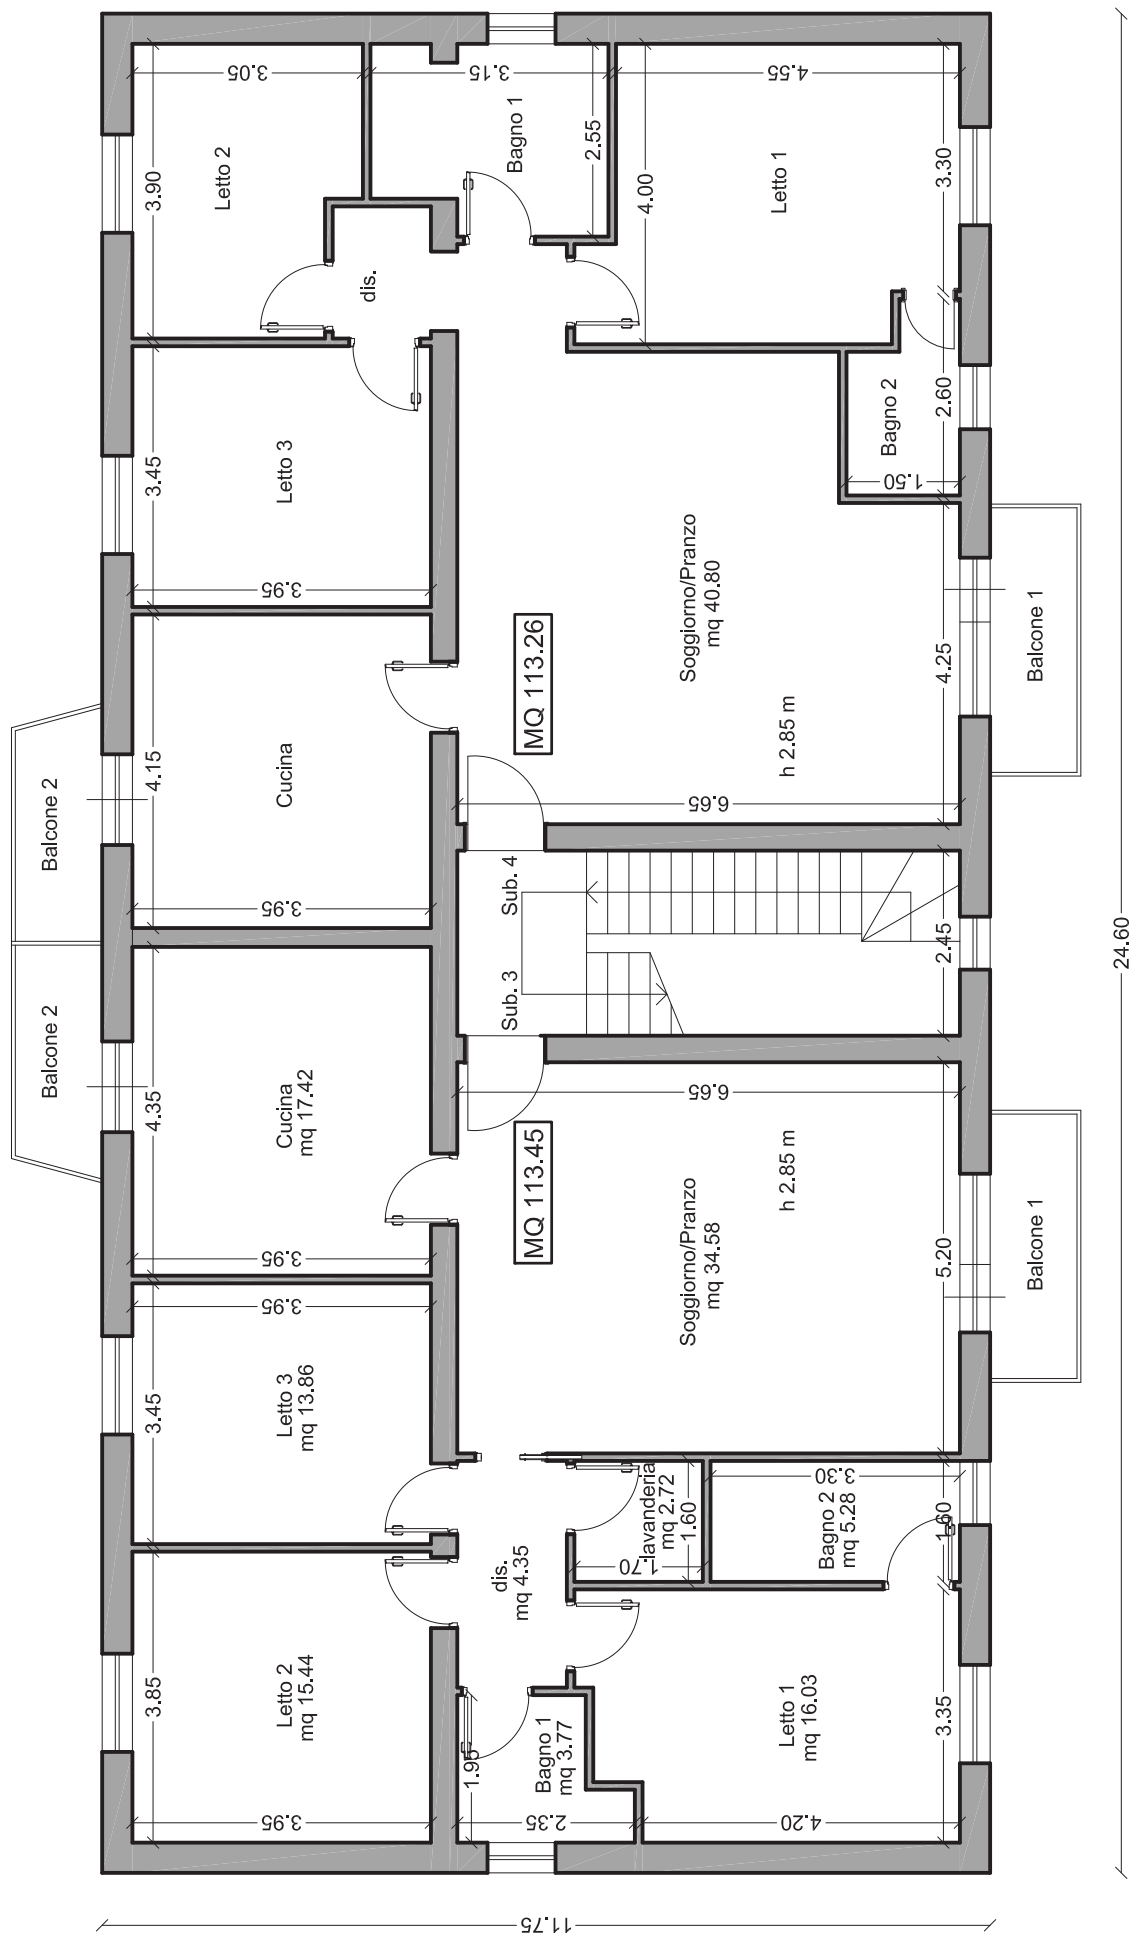 3.05
3.15
4.55
3.90
Letto 2
Bagno 1
2.55
4.00
Letto 1
3.30
dis.
3.45
Letto 3
3.95
Bagno 2
2.60
1.50
Balcone 2
4.15
Cucina
3.95
MQ 113.26
Soggiorno/Pranzo
mq 40.80
h 2.85 m
4.25
Balcone 1
6.65
Sub. 4
Sub. 3
2.45
24.60
Balcone 2
4.35
Cucina
mq 17.42
3.95
6.65
MQ 113.45
Soggiorno/Pranzo
mq 34.58
h 2.85 m
5.20
Balcone 1
3.95
3.45
Letto 3
mq 13.86
lavanderia
mq 2.72
1.60
1.70
3.30
Bagno 2
mq 5.28
1.60
dis.
mq 4.35
3.85
Letto 2
mq 15.44
3.95
1.95
Bagno 1
mq 3.77
2.35
Letto 1
mq 16.03
3.35
4.20
11.75